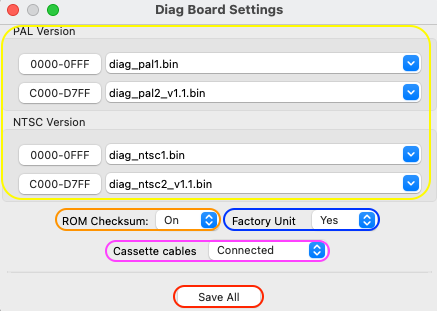 Diag Board Settings
PAL Version
0000-0FFF diag_pal1.bin
C000-D7FF diag_pal2_v1.1.bin
NTSC Version
0000-0FFF diag_ntsc1.bin
C000-D7FF diag_ntsc2_v1.1.bin
ROM Checksum: On Factory Unit Yes
Cassette cables Connected
Save All